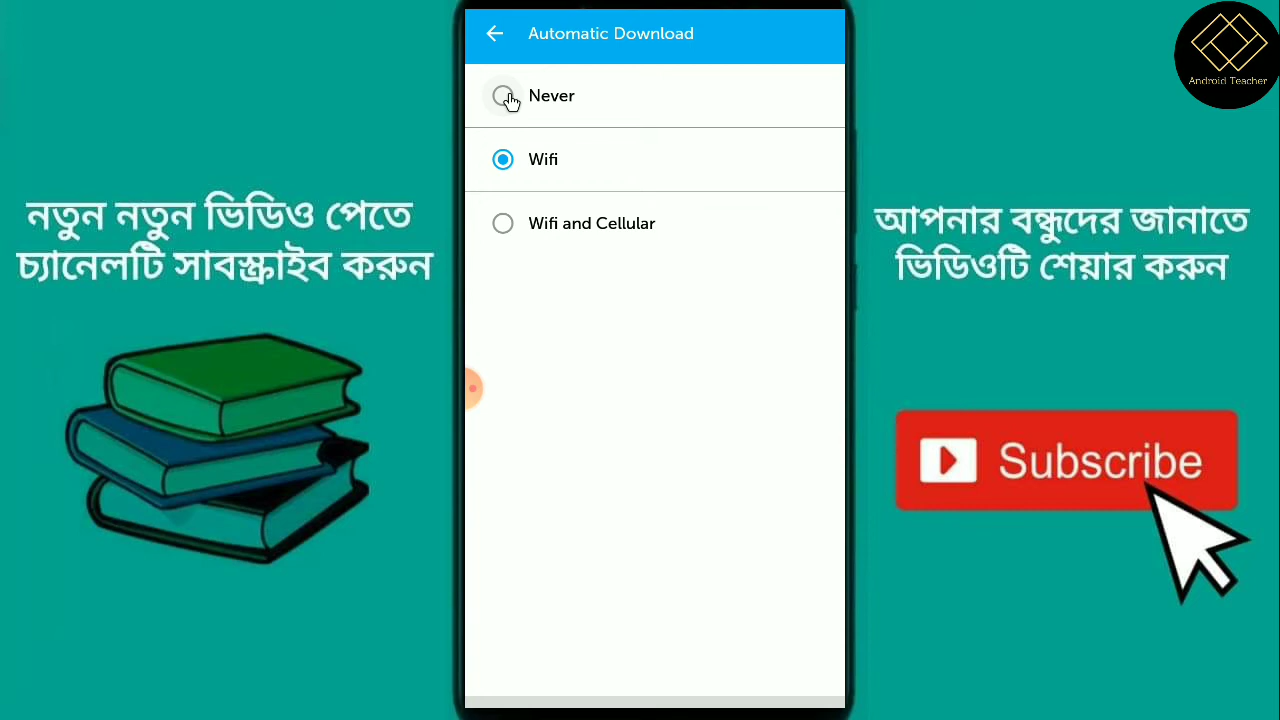 Automatic Download
Never
Wifi
Wifi and Cellular
নতুন নতুন ভিডিও পেতে
চ্যানেলটি সাবস্ক্রাইব করুন
আপনার বন্ধুদের জানাতে
ভিডিওটি শেয়ার করুন
Subscribe
Android Teacher